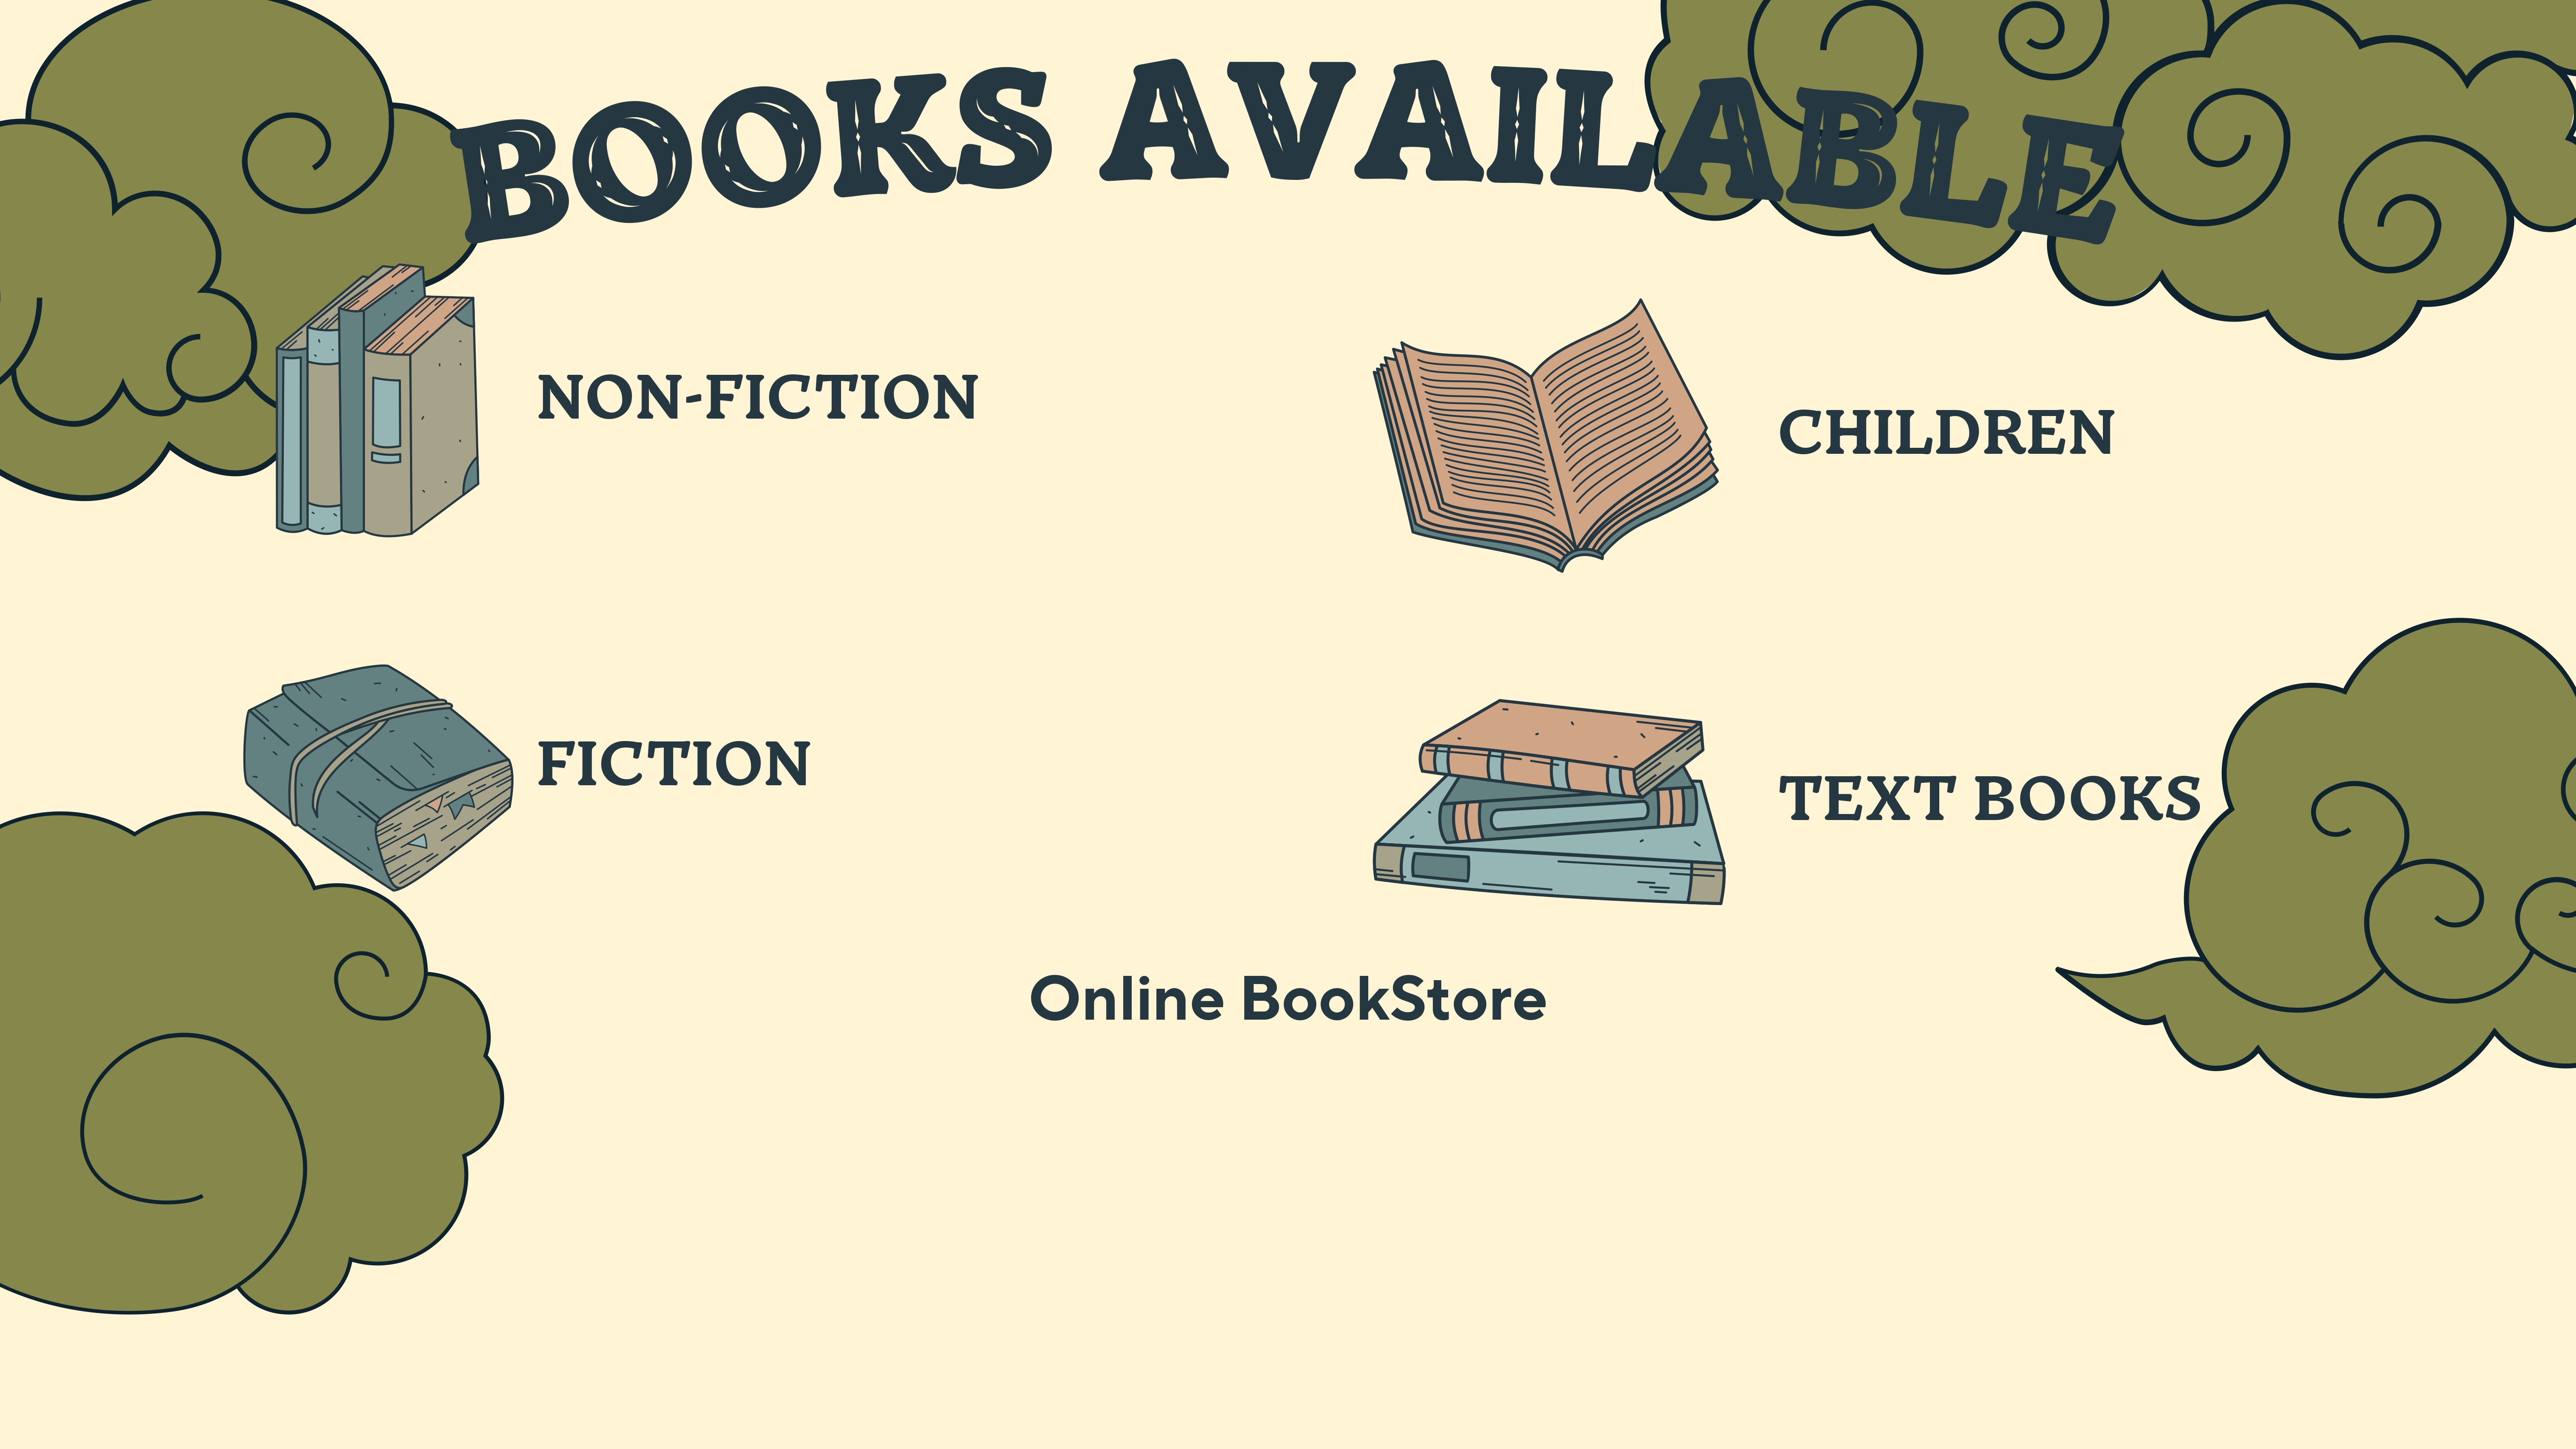 BOOKS AVAILABLE
NON-FICTION
CHILDREN
FICTION
TEXT BOOKS
Online BookStore